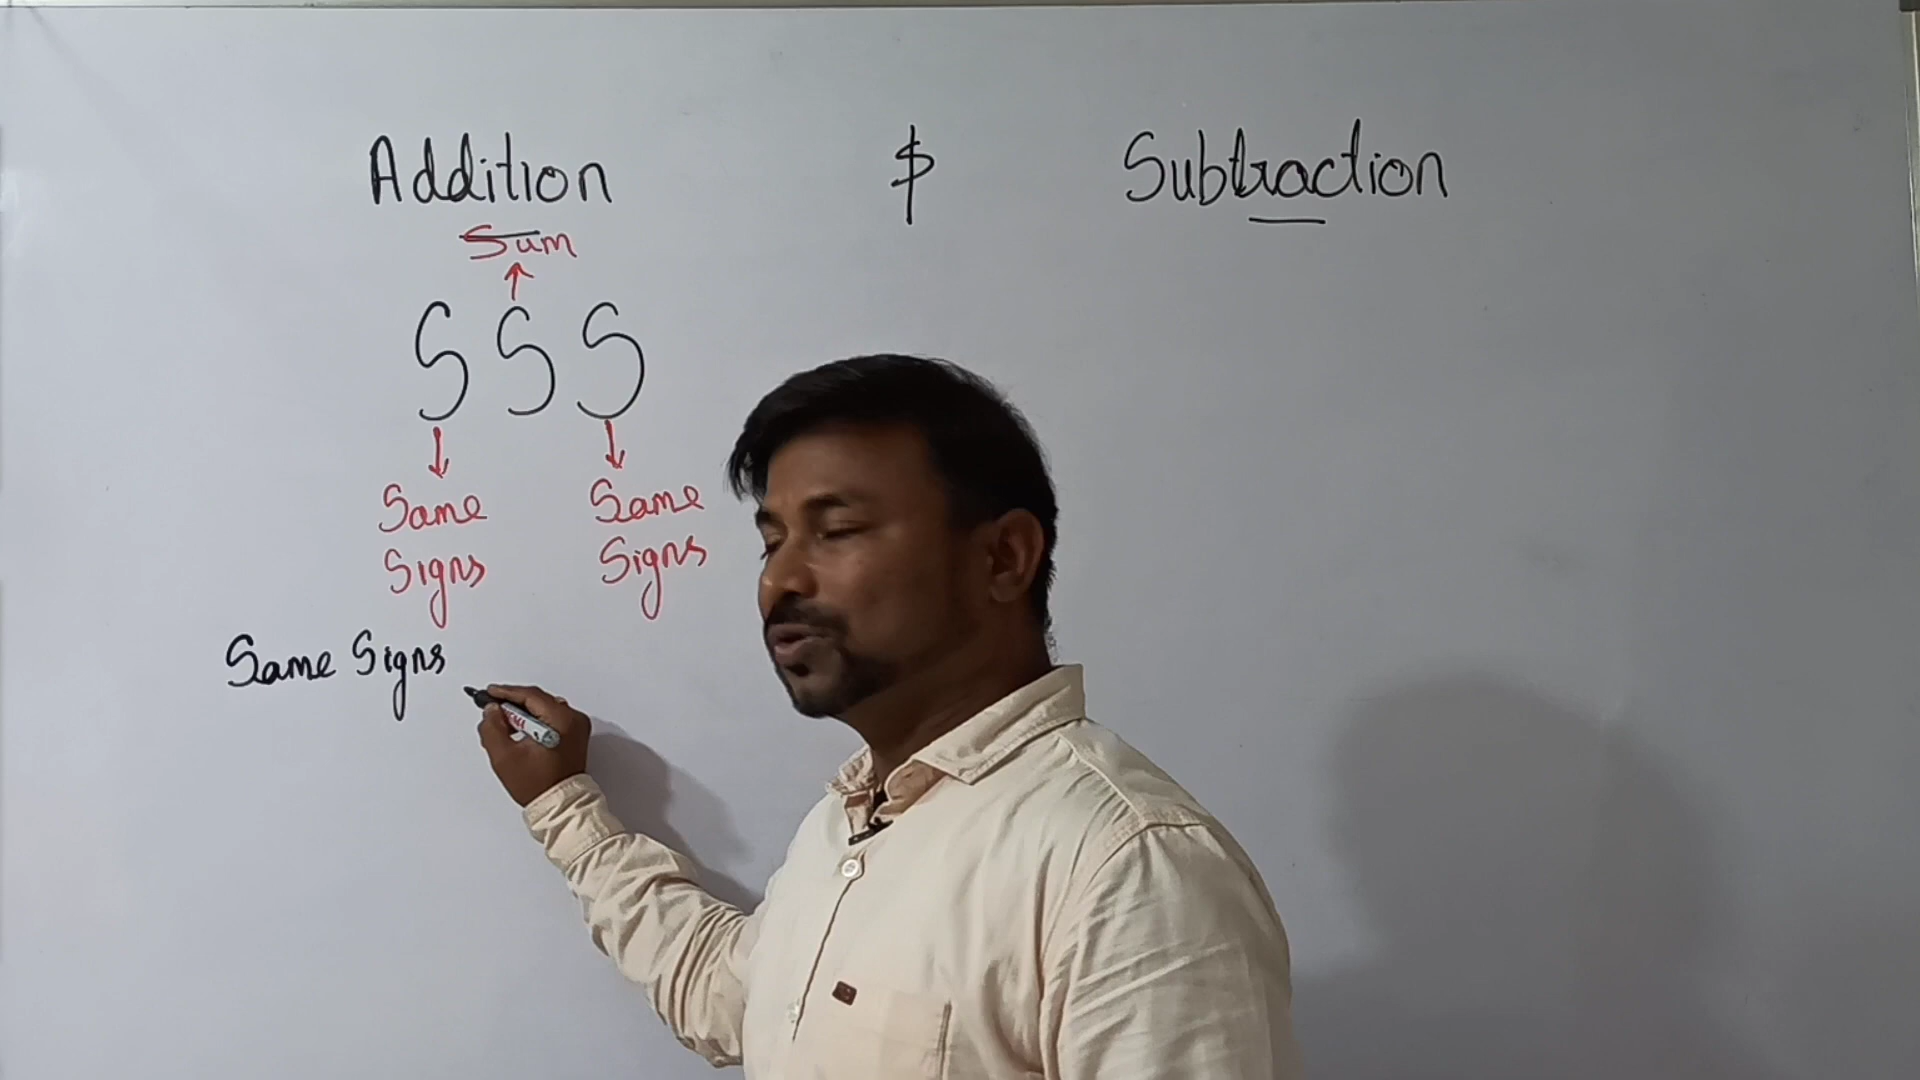 Addition $ Subtraction
Sum
S S S
Same Same
Signs Signs
Same Signs